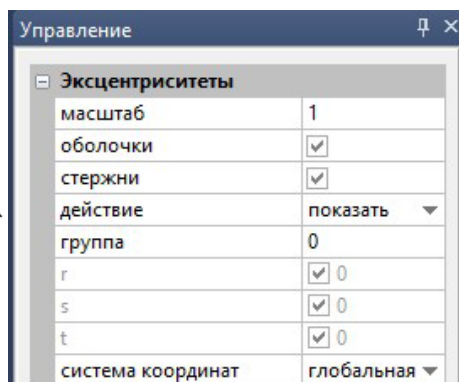 Управление
Эксцентриситеты
масштаб 1
оболочки
стержни
действие показать
группа 0
r 0
s 0
t 0
система координат глобальная